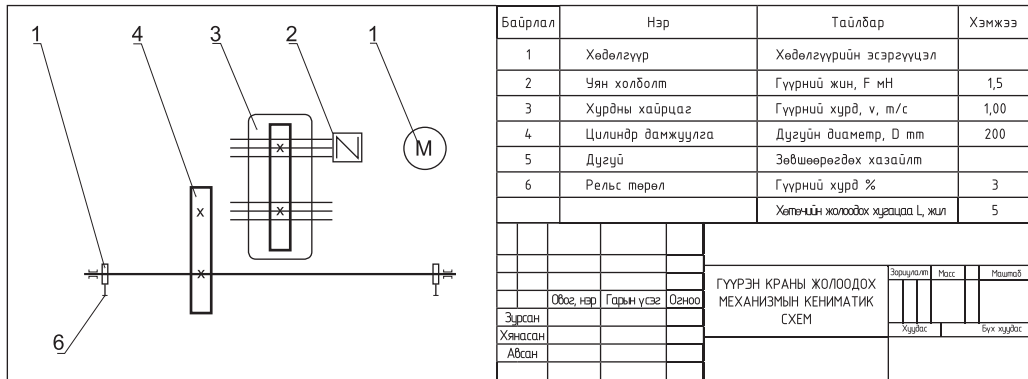 1 4 3 2 1
M
x x
x x
6
Байрлал Нэр Тайлбар Хэмжээ
1 Хөдөлгүүр Хөдөлгүүрийн эсэргүүцэл
2 Уян холболт Гүүрний жин, F мН 1,5
3 Хурдны хайрцаг Гүүрний хурд, v, m/c 1,00
4 Цилиндр дамжуулга Дугуйн диаметр, D mm 200
5 Дугуй Зөвшөөрөгдөх хазайлт
6 Рельс төрөл Гүүрний хурд % 3
Хөтөчийн жолоодох хугацаа L, жил 5
Овог, нэр Гарын үсэг Огноо
Зурсан
Хянасан
Авсан
ГҮҮРЭН КРАНЫ ЖОЛООДОХ
МЕХАНИЗМЫН КЕНИМАТИК
СХЕМ
Зориулалт Масс Маштаб
Хуудас Бүх хуудас